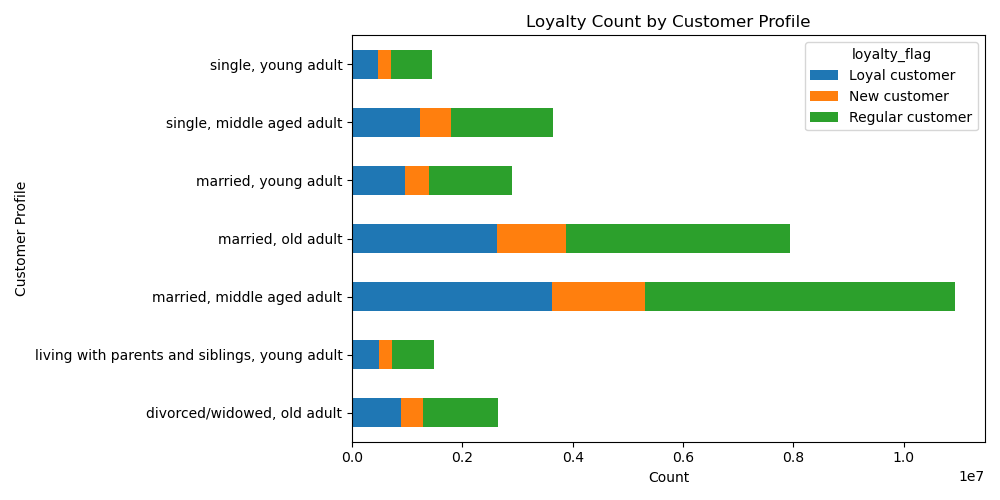 Loyalty Count by Customer Profile
loyalty_flag
Loyal customer
New customer
Regular customer
Customer Profile
single, young adult
single, middle aged adult
married, young adult
married, old adult
married, middle aged adult
living with parents and siblings, young adult
divorced/widowed, old adult
0.0 0.2 0.4 0.6 0.8 1.0
1e7
Count